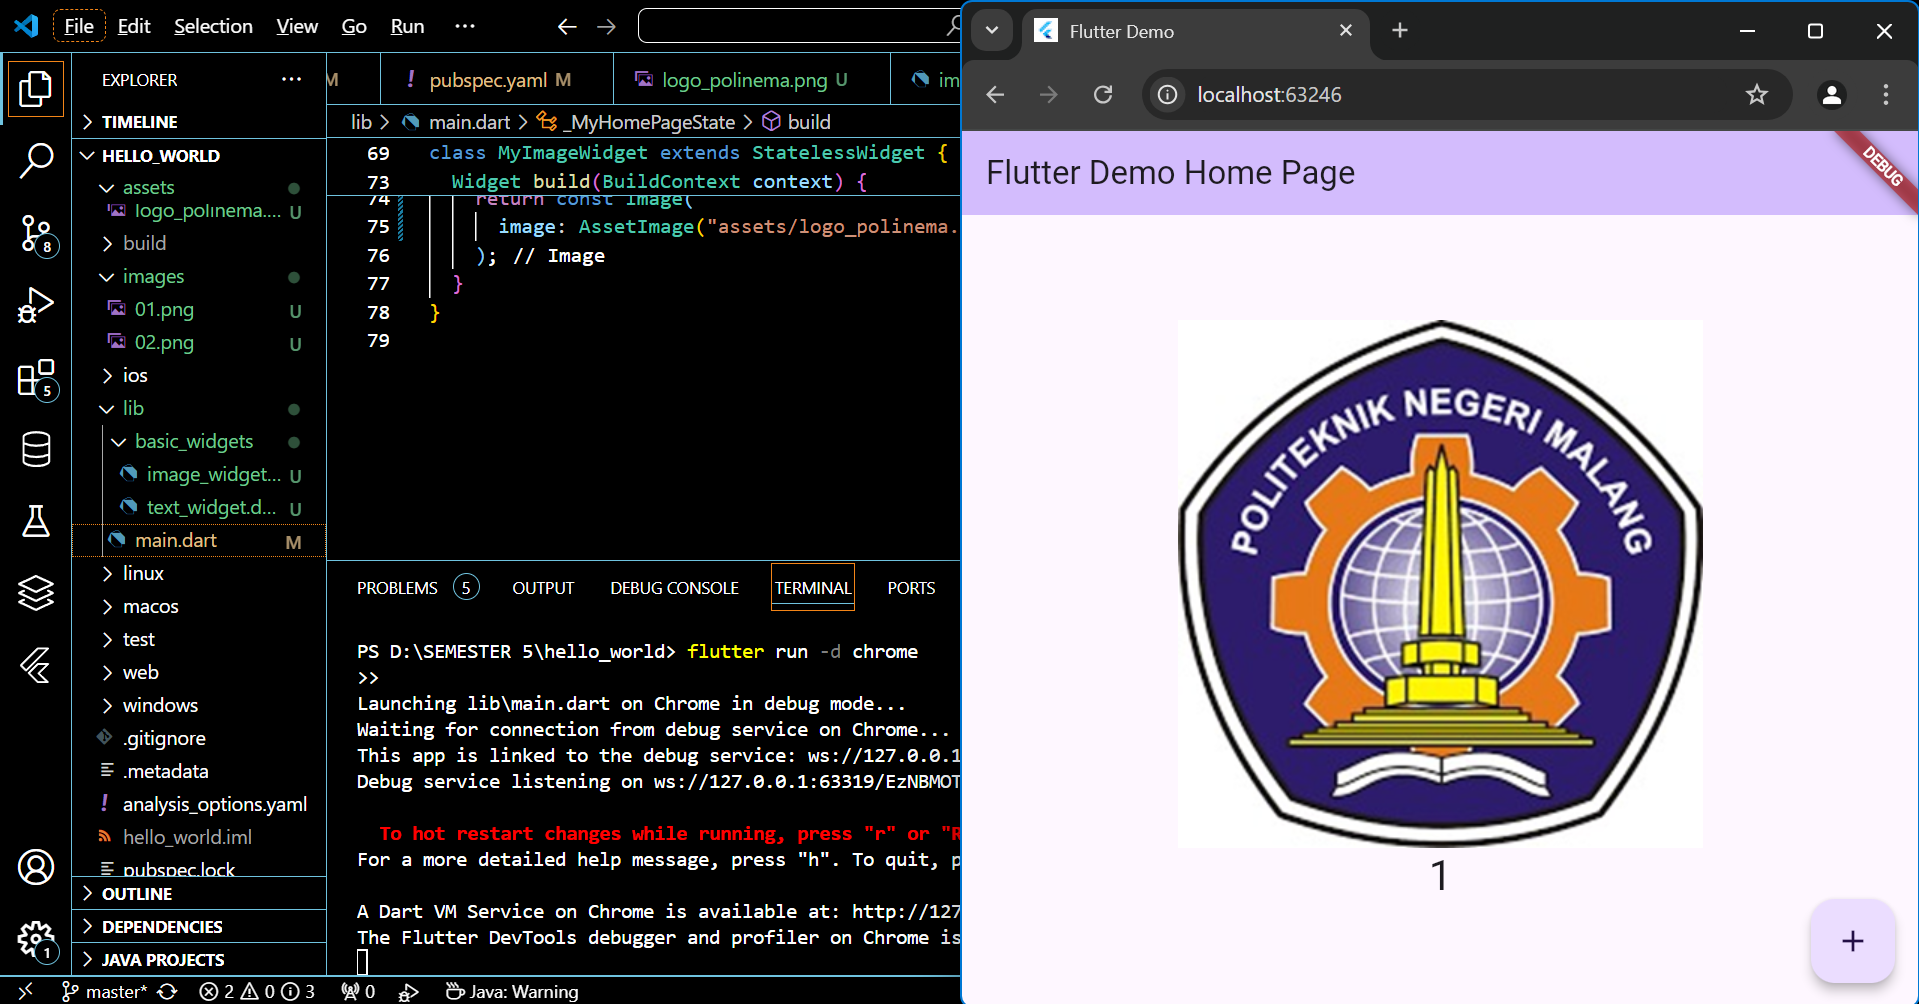 File Edit Selection View Go Run ...
EXPLORER ...
TIMELINE
HELLO_WORLD
assets
logo_polinema.... U
build
images
01.png U
02.png U
ios
lib
basic_widgets
image_widget... U
text_widget.d... U
main.dart M
linux
macos
test
web
windows
.gitignore
.metadata
analysis_options.yaml
hello_world.iml
pubspec.lock
OUTLINE
DEPENDENCIES
JAVA PROJECTS
8
5
1
M
! pubspec.yaml M
logo_polinema.png U
im
lib > main.dart > _MyHomePageState > build
69 class MyImageWidget extends StatelessWidget {
73 Widget build(BuildContext context) {
74 return const Image(
75 image: AssetImage("assets/logo_polinema.
76 ); // Image
77 }
78 }
79
PROBLEMS 5 OUTPUT DEBUG CONSOLE TERMINAL PORTS
PS D:\SEMESTER 5\hello_world> flutter run -d chrome
>>
Launching lib\main.dart on Chrome in debug mode...
Waiting for connection from debug service on Chrome...
This app is linked to the debug service: ws://127.0.0.1
Debug service listening on ws://127.0.0.1:63319/EzNBMOT
To hot restart changes while running, press "r" or "R
For a more detailed help message, press "h". To quit, p
A Dart VM Service on Chrome is available at: http://127
The Flutter DevTools debugger and profiler on Chrome is
master* 2 0 3 0 Java: Warning
Flutter Demo
localhost:63246
Flutter Demo Home Page
DEBUG
POLITEKNIK NEGERI MALANG
1
+